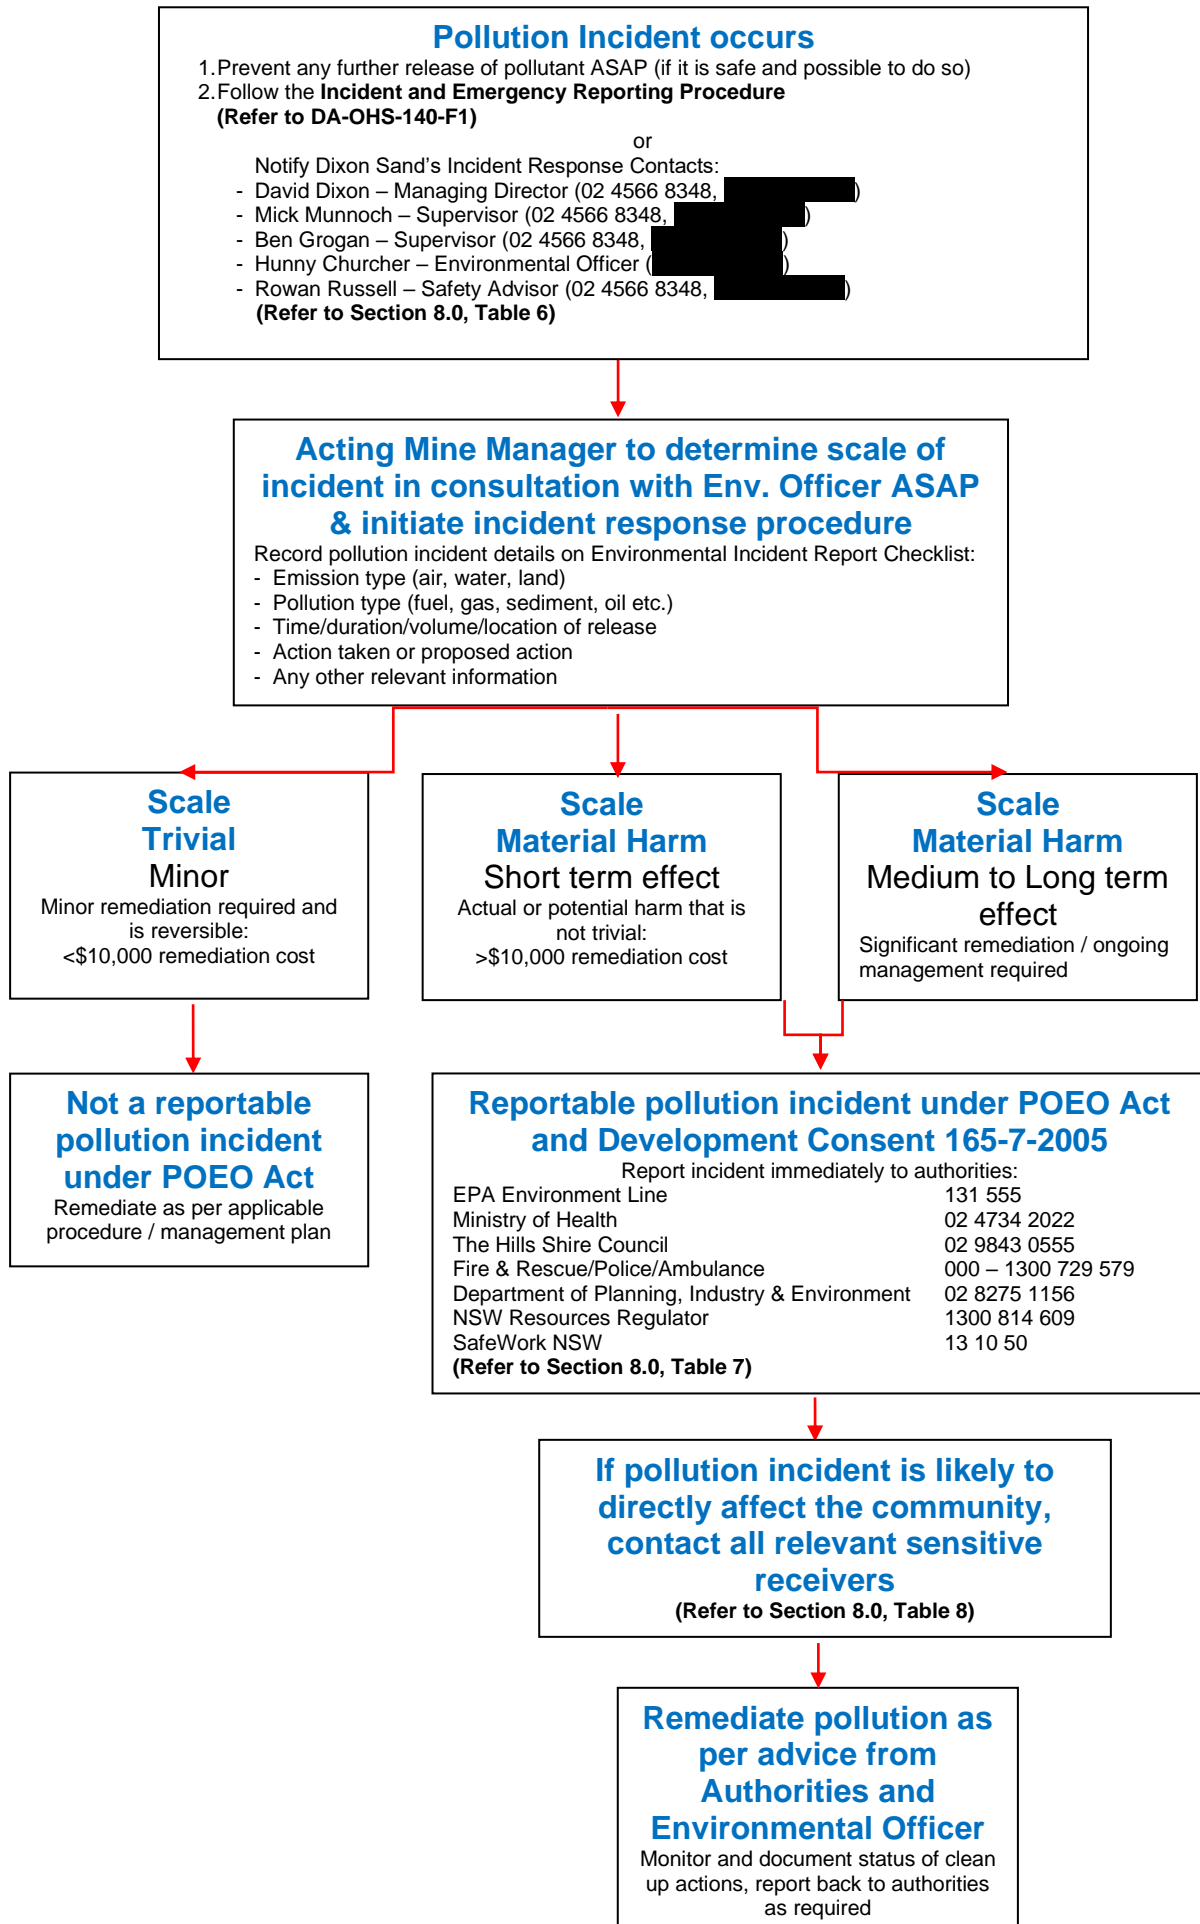 Pollution Incident occurs
1.Prevent any further release of pollutant ASAP (if it is safe and possible to do so)
2.Follow the Incident and Emergency Reporting Procedure
(Refer to DA-OHS-140-F1)
or
Notify Dixon Sand’s Incident Response Contacts:
- David Dixon – Managing Director (02 4566 8348, )
- Mick Munnoch – Supervisor (02 4566 8348, )
- Ben Grogan – Supervisor (02 4566 8348, )
- Hunny Churcher – Environmental Officer ( )
- Rowan Russell – Safety Advisor (02 4566 8348, )
(Refer to Section 8.0, Table 6)
Acting Mine Manager to determine scale of
incident in consultation with Env. Officer ASAP
& initiate incident response procedure
Record pollution incident details on Environmental Incident Report Checklist:
- Emission type (air, water, land)
- Pollution type (fuel, gas, sediment, oil etc.)
- Time/duration/volume/location of release
- Action taken or proposed action
- Any other relevant information
Scale
Trivial
Minor
Minor remediation required and
is reversible:
<$10,000 remediation cost
Scale
Material Harm
Short term effect
Actual or potential harm that is
not trivial:
>$10,000 remediation cost
Scale
Material Harm
Medium to Long term
effect
Significant remediation / ongoing
management required
Not a reportable
pollution incident
under POEO Act
Remediate as per applicable
procedure / management plan
Reportable pollution incident under POEO Act
and Development Consent 165-7-2005
Report incident immediately to authorities:
EPA Environment Line 131 555
Ministry of Health 02 4734 2022
The Hills Shire Council 02 9843 0555
Fire & Rescue/Police/Ambulance 000 – 1300 729 579
Department of Planning, Industry & Environment 02 8275 1156
NSW Resources Regulator 1300 814 609
SafeWork NSW 13 10 50
(Refer to Section 8.0, Table 7)
If pollution incident is likely to
directly affect the community,
contact all relevant sensitive
receivers
(Refer to Section 8.0, Table 8)
Remediate pollution as
per advice from
Authorities and
Environmental Officer
Monitor and document status of clean
up actions, report back to authorities
as required